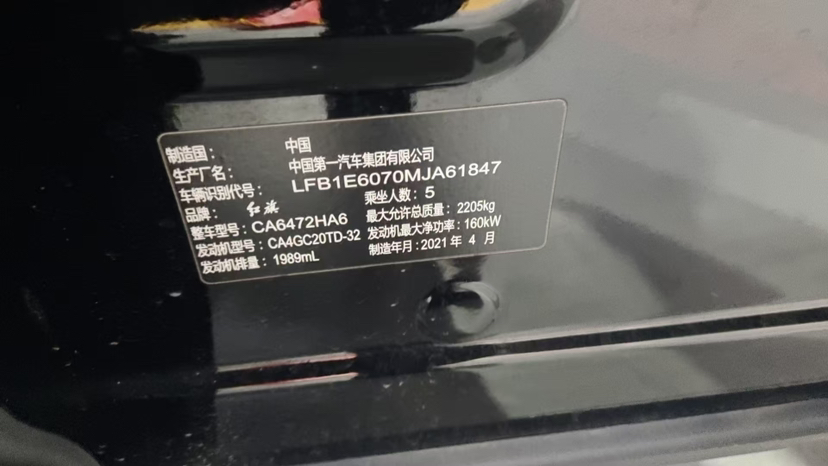 制造国： 中国
生产厂名： 中国第一汽车集团有限公司
车辆识别代号： LFB1E6070MJA61847
品牌： 红旗 乘坐人数：5
整车型号：CA6472HA6 最大允许总质量：2205kg
发动机型号：CA4GC20TD-32 发动机最大净功率：160kW
发动机排量：1989mL 制造年月：2021 年 4 月